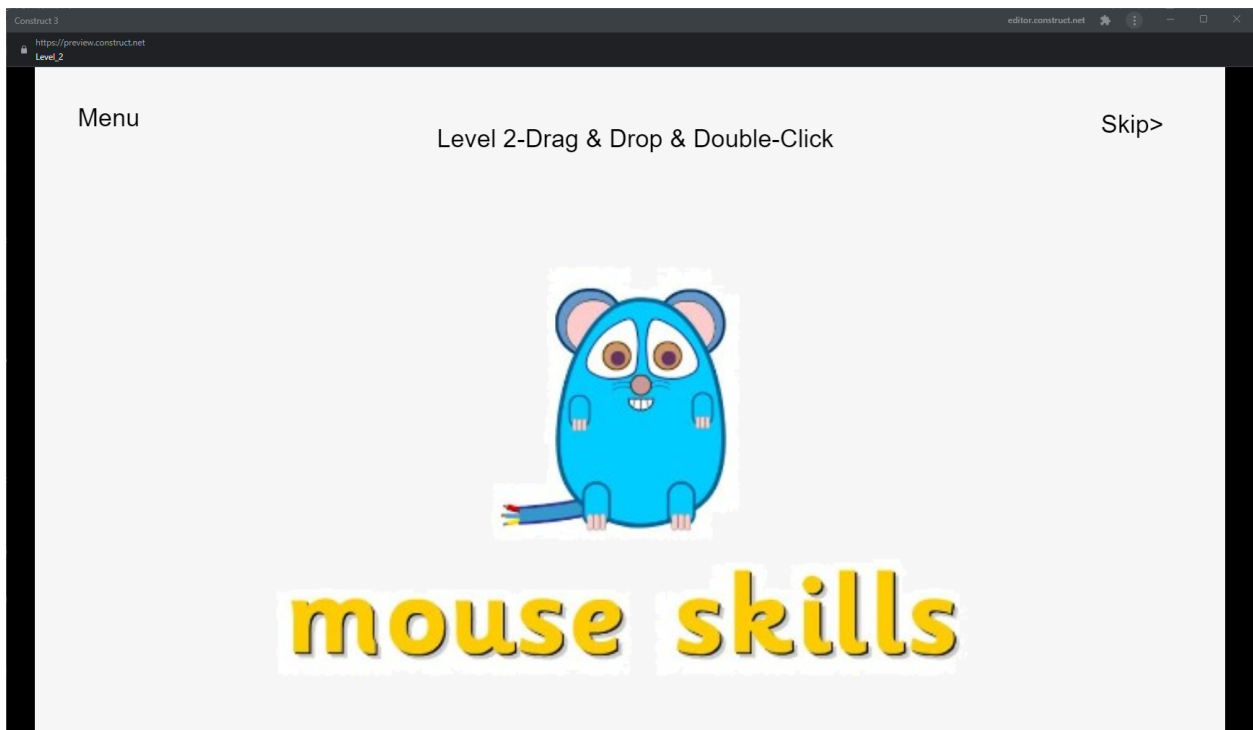 Construct 3
editor.construct.net
https://preview.construct.net
Level_2
Menu
Level 2-Drag & Drop & Double-Click
Skip>
mouse skills